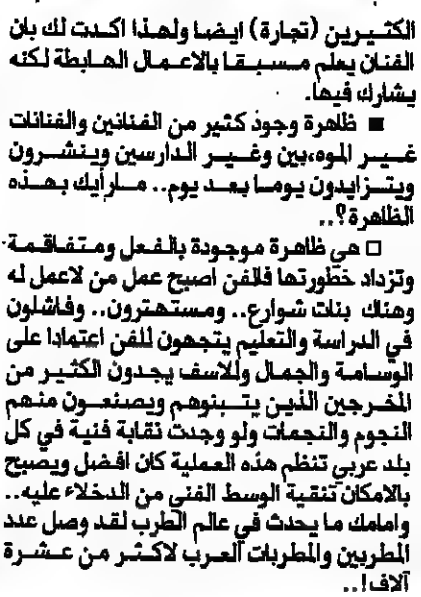 الكثيرين (تجارة) ايضا ولهذا اكدت لك بان
الفنان يعلم مسبقا بالاعمال الهابطة لكنه
يشارك فيها.
■ ظاهرة وجود كثير من الفنانين والفنانات
غير الموه،بين وغير الدارسين وينشرون
ويتزايدون يوما بعد يوم.. مارأيك بهذه
الظاهرة؟..
□ هي ظاهرة موجودة بالفعل ومتفاقمة
وتزداد خطورتها فالفن اصبح عمل من لاعمل له
وهناك بنات شوارع.. ومستهترون.. وفاشلون
في الدراسة والتعليم يتجهون للفن اعتمادا على
الوسامة والجمال وللاسف يجدون الكثير من
المخرجين الذين يتبنوهم ويصنعون منهم
النجوم والنجمات ولو وجدت نقابة فنية في كل
بلد عربي تنظم هذه العملية كان افضل ويصبح
بالامكان تنقية الوسط الفني من الدخلاء عليه..
وامامك ما يحدث في عالم الطرب لقد وصل عدد
المطربين والمطربات العرب لاكثر من عشرة
آلاف!..